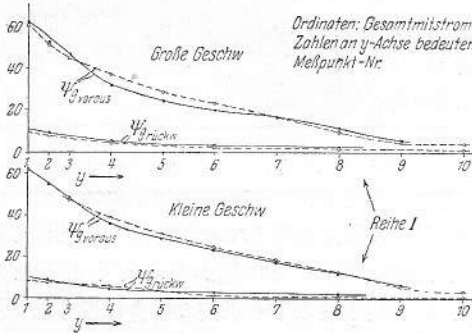 Ordinaten: Gesamtmitstrom
Zahlen an y-Achse bedeuten
Meßpunkt-Nr.
60
40
20
0
Große Geschw
ψg voraus
ψg rückw
1 2 3 4 5 6 7 8 9 10
y
60
40
20
0
Kleine Geschw
ψg voraus
ψg rückw
Reihe I
1 2 3 4 5 6 7 8 9 10
y